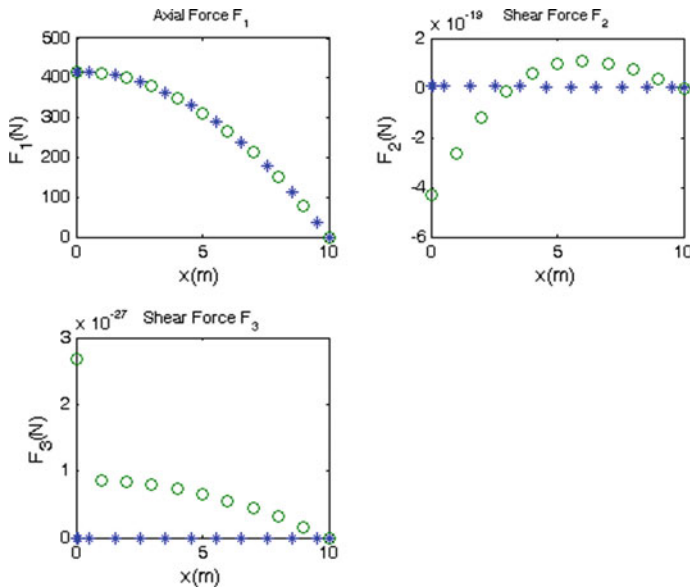 Axial Force F₁
500
400
300
200
100
0
F₁(N)
0 5 10
x(m)
× 10⁻¹⁹ Shear Force F₂
2
0
-2
-4
-6
F₂(N)
0 5 10
x(m)
× 10⁻²⁷ Shear Force F₃
3
2
1
0
F₃(N)
0 5 10
x(m)